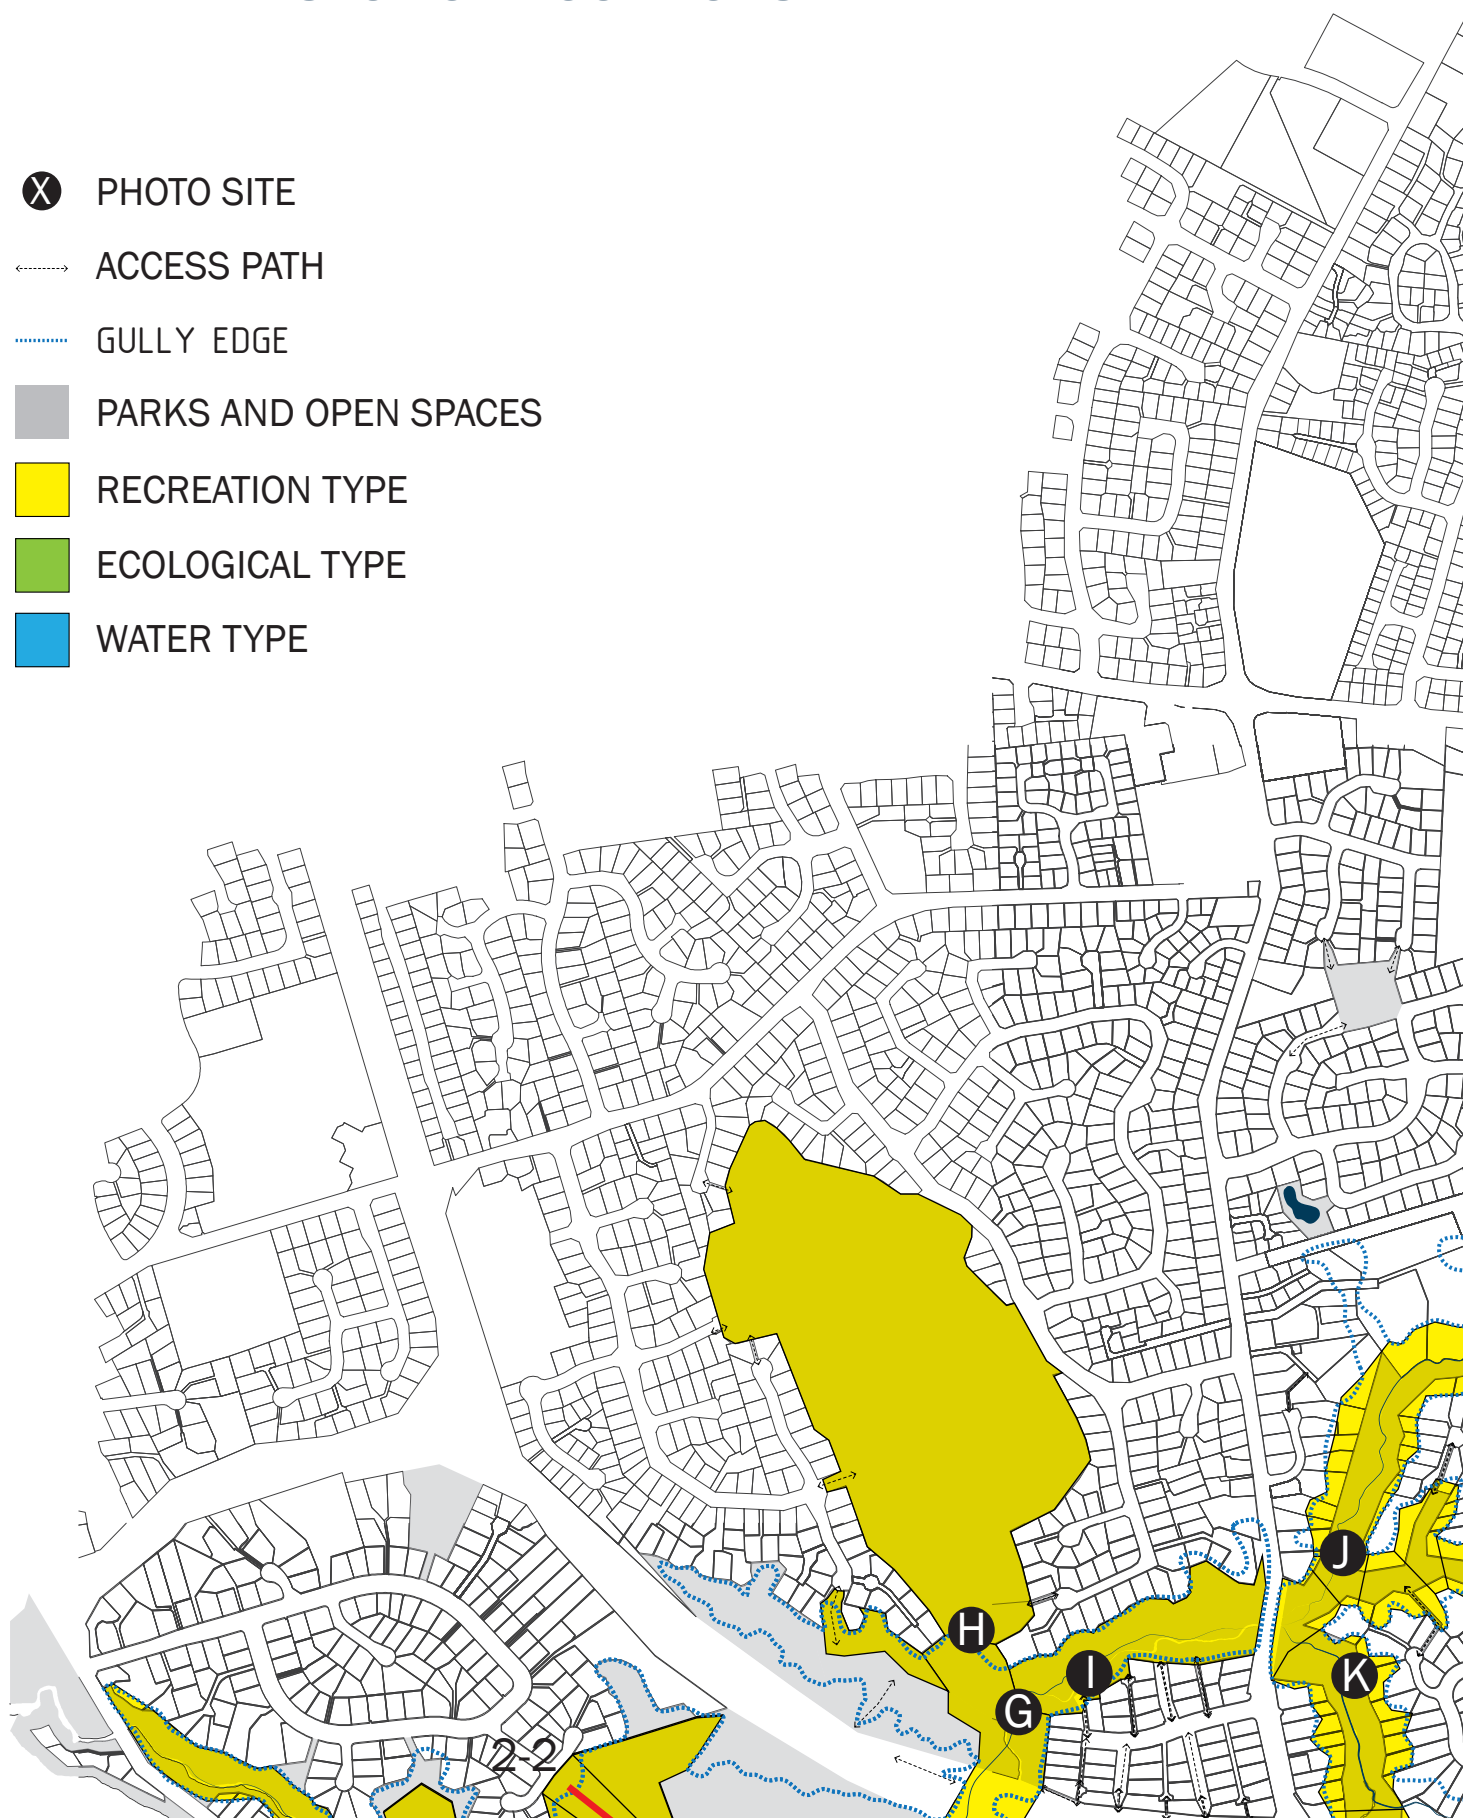 X PHOTO SITE
ACCESS PATH
GULLY EDGE
PARKS AND OPEN SPACES
RECREATION TYPE
ECOLOGICAL TYPE
WATER TYPE
J
H
I
K
G
2-2